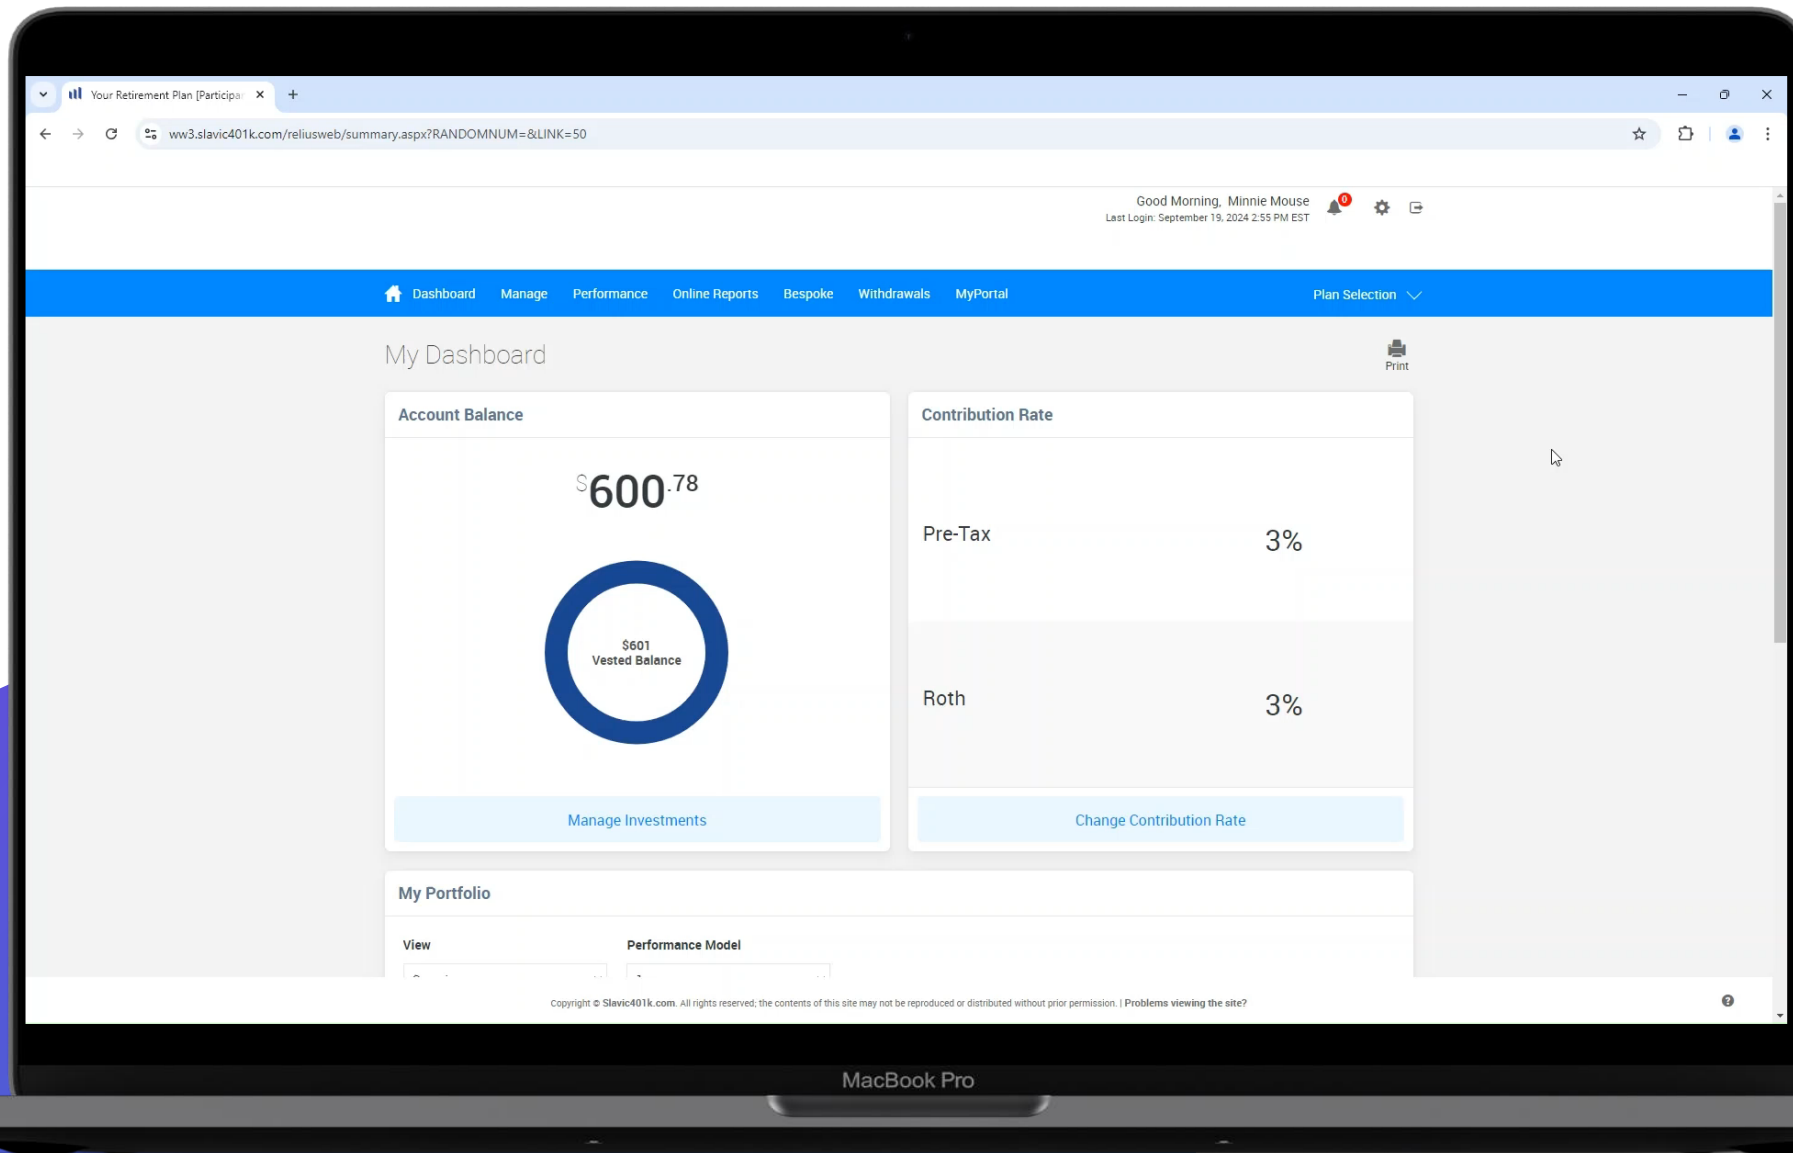 Your Retirement Plan [Participan
ww3.slavic401k.com/reliusweb/summary.aspx?RANDOMNUM=&LINK=50
Good Morning, Minnie Mouse
0
Last Login: September 19, 2024 2:55 PM EST
Dashboard Manage Performance Online Reports Bespoke Withdrawals MyPortal Plan Selection
My Dashboard
Print
Account Balance
$600.78
$601
Vested Balance
Manage Investments
Contribution Rate
Pre-Tax 3%
Roth 3%
Change Contribution Rate
My Portfolio
View Performance Model
Copyright © Slavic401k.com. All rights reserved; the contents of this site may not be reproduced or distributed without prior permission. | Problems viewing the site?
MacBook Pro